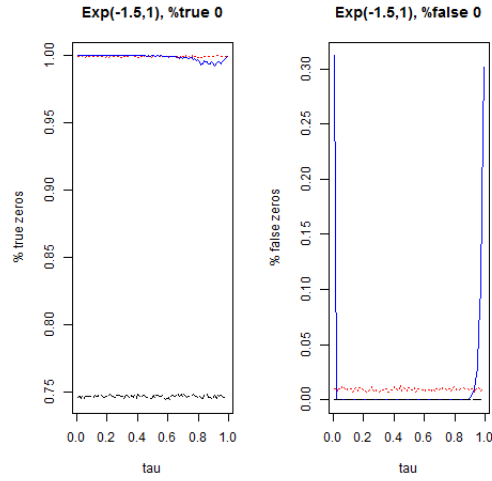 Exp(-1.5,1), %true 0
% true zeros
1.00
0.95
0.90
0.85
0.80
0.75
0.0 0.2 0.4 0.6 0.8 1.0
tau
Exp(-1.5,1), %false 0
% false zeros
0.30
0.25
0.20
0.15
0.10
0.05
0.00
0.0 0.2 0.4 0.6 0.8 1.0
tau